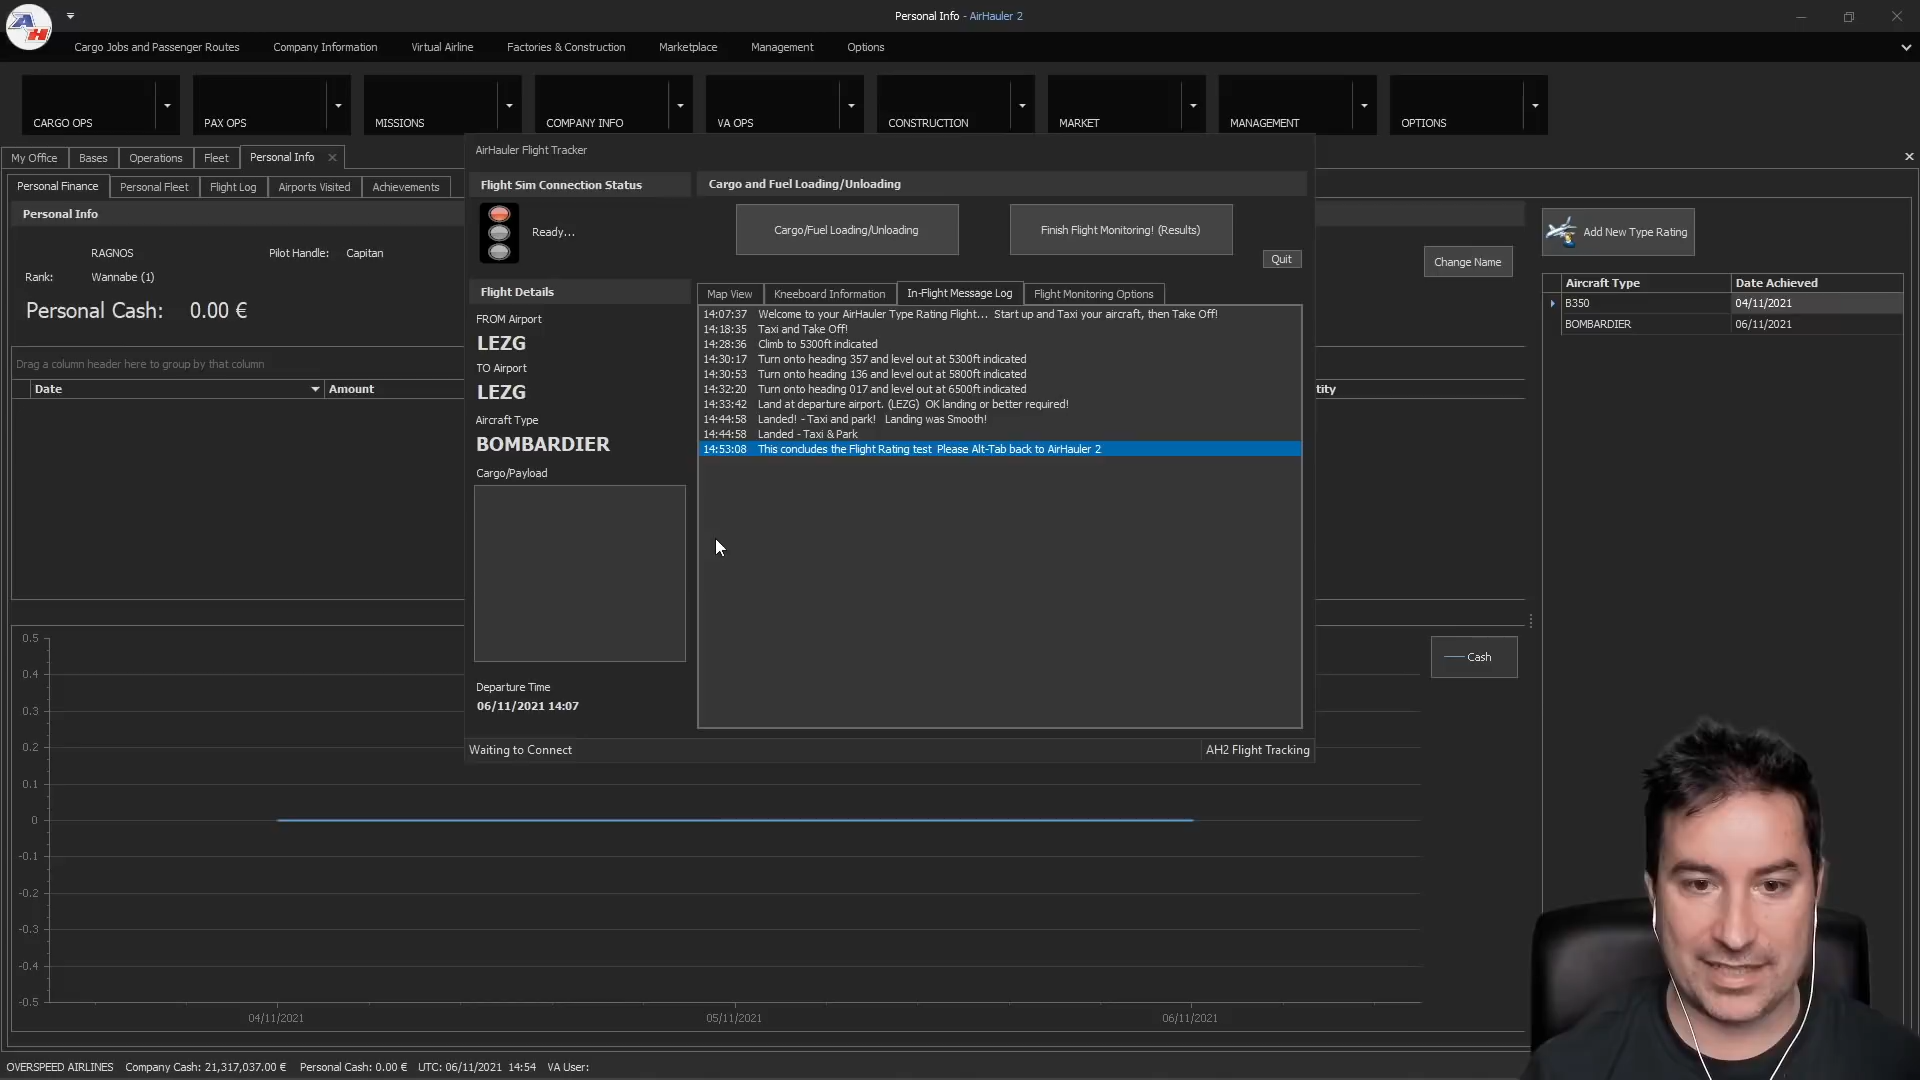 Personal Info - AirHauler 2
Cargo Jobs and Passenger Routes Company Information Virtual Airline Factories & Construction Marketplace Management Options
CARGO OPS PAX OPS MISSIONS COMPANY INFO VA OPS CONSTRUCTION MARKET MANAGEMENT OPTIONS
My Office Bases Operations Fleet Personal Info
Personal Finance Personal Fleet Flight Log Airports Visited Achievements
Personal Info
RAGNOS Pilot Handle: Capitan
Rank: Wannabe (1)
Personal Cash: 0.00 €
Drag a column header here to group by that column
Date Amount
tity
AirHauler Flight Tracker
Flight Sim Connection Status
Ready...
Cargo and Fuel Loading/Unloading
Cargo/Fuel Loading/Unloading Finish Flight Monitoring! (Results)
Quit
Flight Details
FROM Airport
LEZG
TO Airport
LEZG
Aircraft Type
BOMBARDIER
Cargo/Payload
Departure Time
06/11/2021 14:07
Map View Kneeboard Information In-Flight Message Log Flight Monitoring Options
14:07:37 Welcome to your AirHauler Type Rating Flight... Start up and Taxi your aircraft, then Take Off!
14:18:35 Taxi and Take Off!
14:28:36 Climb to 5300ft indicated
14:30:17 Turn onto heading 357 and level out at 5300ft indicated
14:30:53 Turn onto heading 136 and level out at 5800ft indicated
14:32:20 Turn onto heading 017 and level out at 6500ft indicated
14:33:42 Land at departure airport. (LEZG) OK landing or better required!
14:44:58 Landed! - Taxi and park! Landing was Smooth!
14:44:58 Landed - Taxi & Park
14:53:08 This concludes the Flight Rating test Please Alt-Tab back to AirHauler 2
Waiting to Connect AH2 Flight Tracking
Change Name
Add New Type Rating
Aircraft Type Date Achieved
B350 04/11/2021
BOMBARDIER 06/11/2021
Cash
0.5
0.4
0.3
0.2
0.1
0
-0.1
-0.2
-0.3
-0.4
-0.5
04/11/2021 05/11/2021 06/11/2021
OVERSPEED AIRLINES Company Cash: 21,317,037.00 € Personal Cash: 0.00 € UTC: 06/11/2021 14:54 VA User:
AH